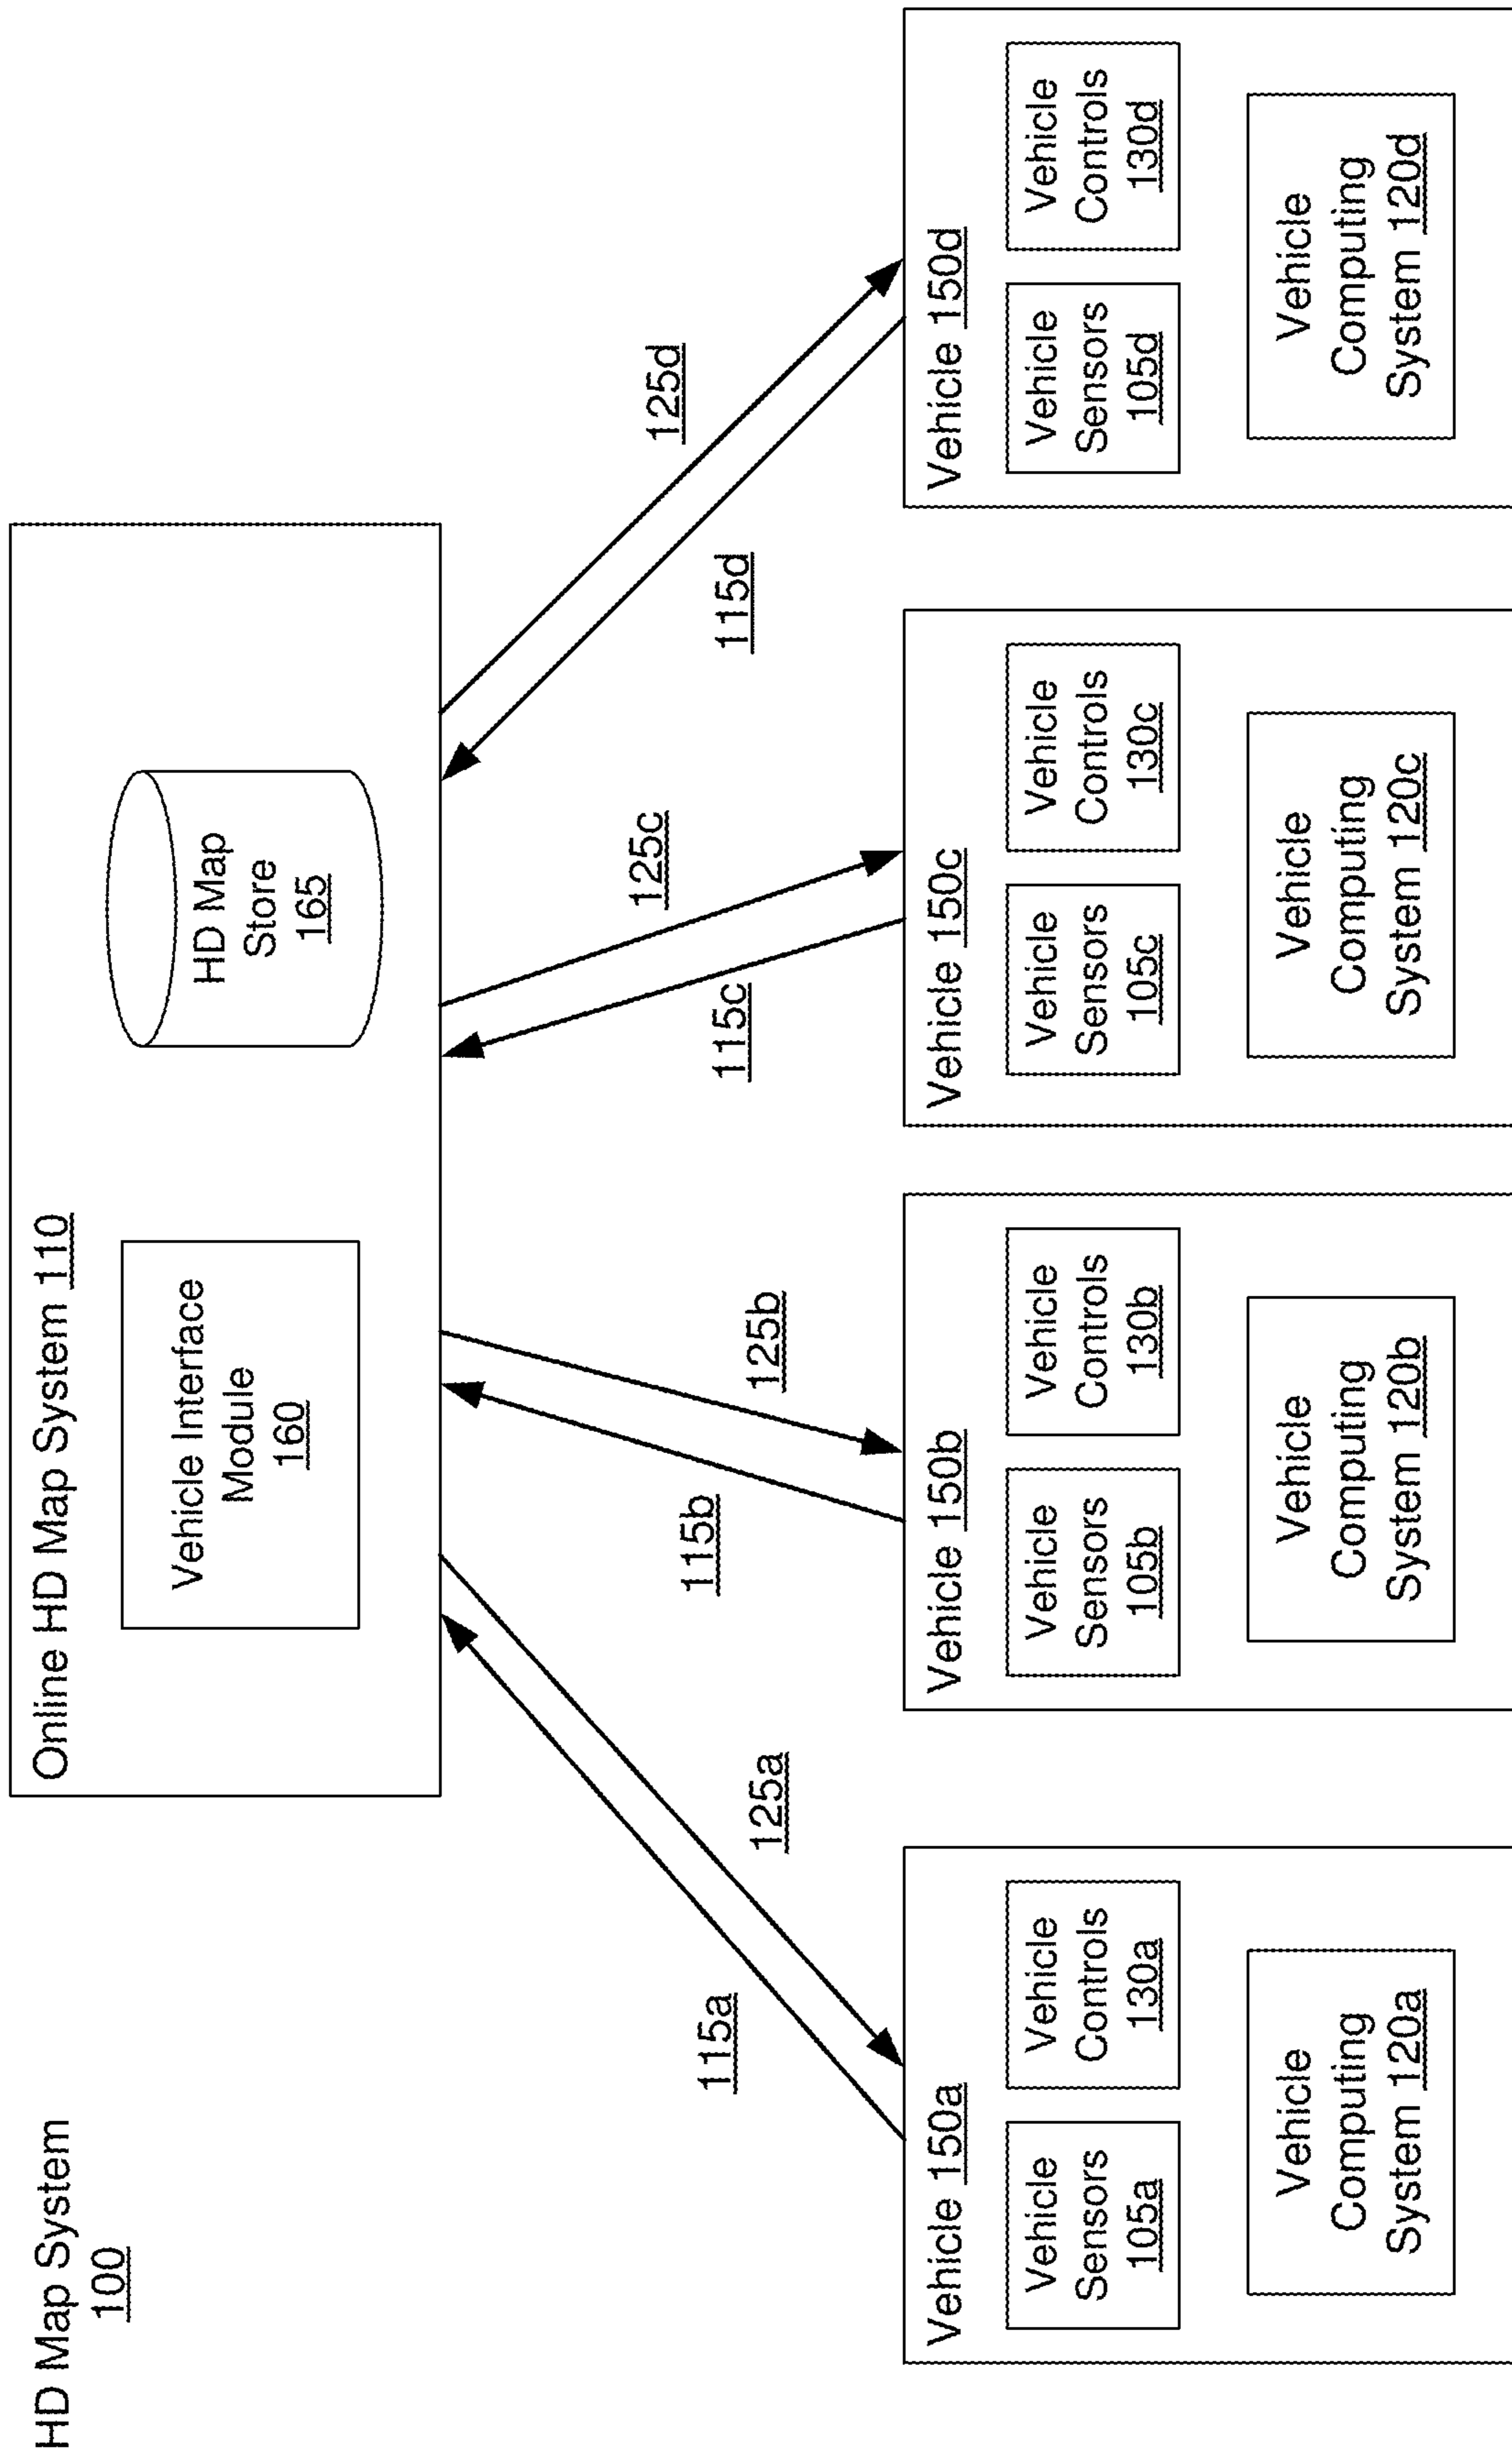 HD Map System
100
Online HD Map System 110
Vehicle Interface
Module
160
HD Map
Store
165
115a
125a
115b
125b
115c
125c
115d
125d
Vehicle 150a
Vehicle
Sensors
105a
Vehicle
Controls
130a
Vehicle
Computing
System 120a
Vehicle 150b
Vehicle
Sensors
105b
Vehicle
Controls
130b
Vehicle
Computing
System 120b
Vehicle 150c
Vehicle
Sensors
105c
Vehicle
Controls
130c
Vehicle
Computing
System 120c
Vehicle 150d
Vehicle
Sensors
105d
Vehicle
Controls
130d
Vehicle
Computing
System 120d